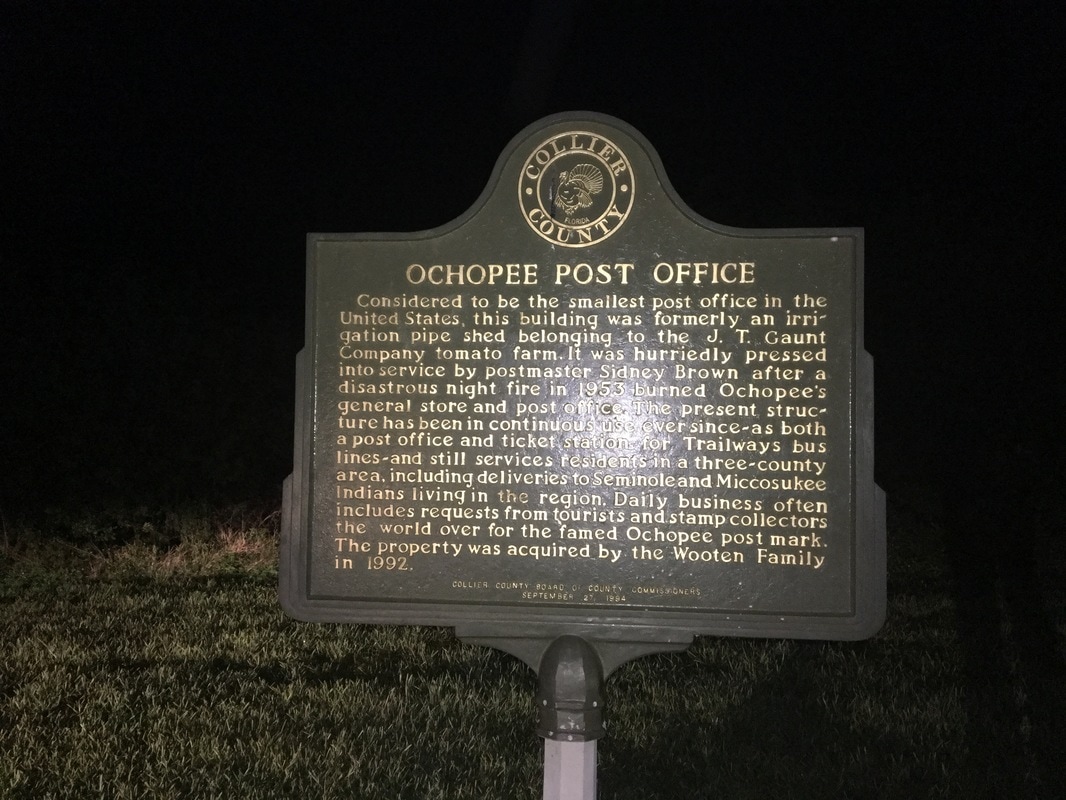 COLLIER
FLORIDA
COUNTY
OCHOPEE POST OFFICE
Considered to be the smallest post office in the
United States, this building was formerly an irri-
gation pipe shed belonging to the J. T. Gaunt
Company tomato farm. It was hurriedly pressed
into service by postmaster Sidney Brown after a
disastrous night fire in 1953 burned Ochopee's
general store and post office. The present struc-
ture has been in continuous use ever since-as both
a post office and ticket station for Trailways bus
lines-and still services residents in a three-county
area, including deliveries to Seminole and Miccosukee
Indians living in the region. Daily business often
includes requests from tourists and stamp collectors
the world over for the famed Ochopee post mark.
The property was acquired by the Wooten Family
in 1992.
COLLIER COUNTY BOARD OF COUNTY COMMISSIONERS
SEPTEMBER 27, 1994